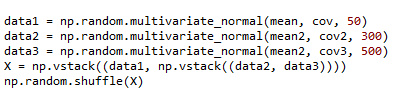 data1 = np.random.multivariate_normal(mean, cov, 50)
data2 = np.random.multivariate_normal(mean2, cov2, 300)
data3 = np.random.multivariate_normal(mean2, cov3, 500)
X = np.vstack((data1, np.vstack((data2, data3))))
np.random.shuffle(X)